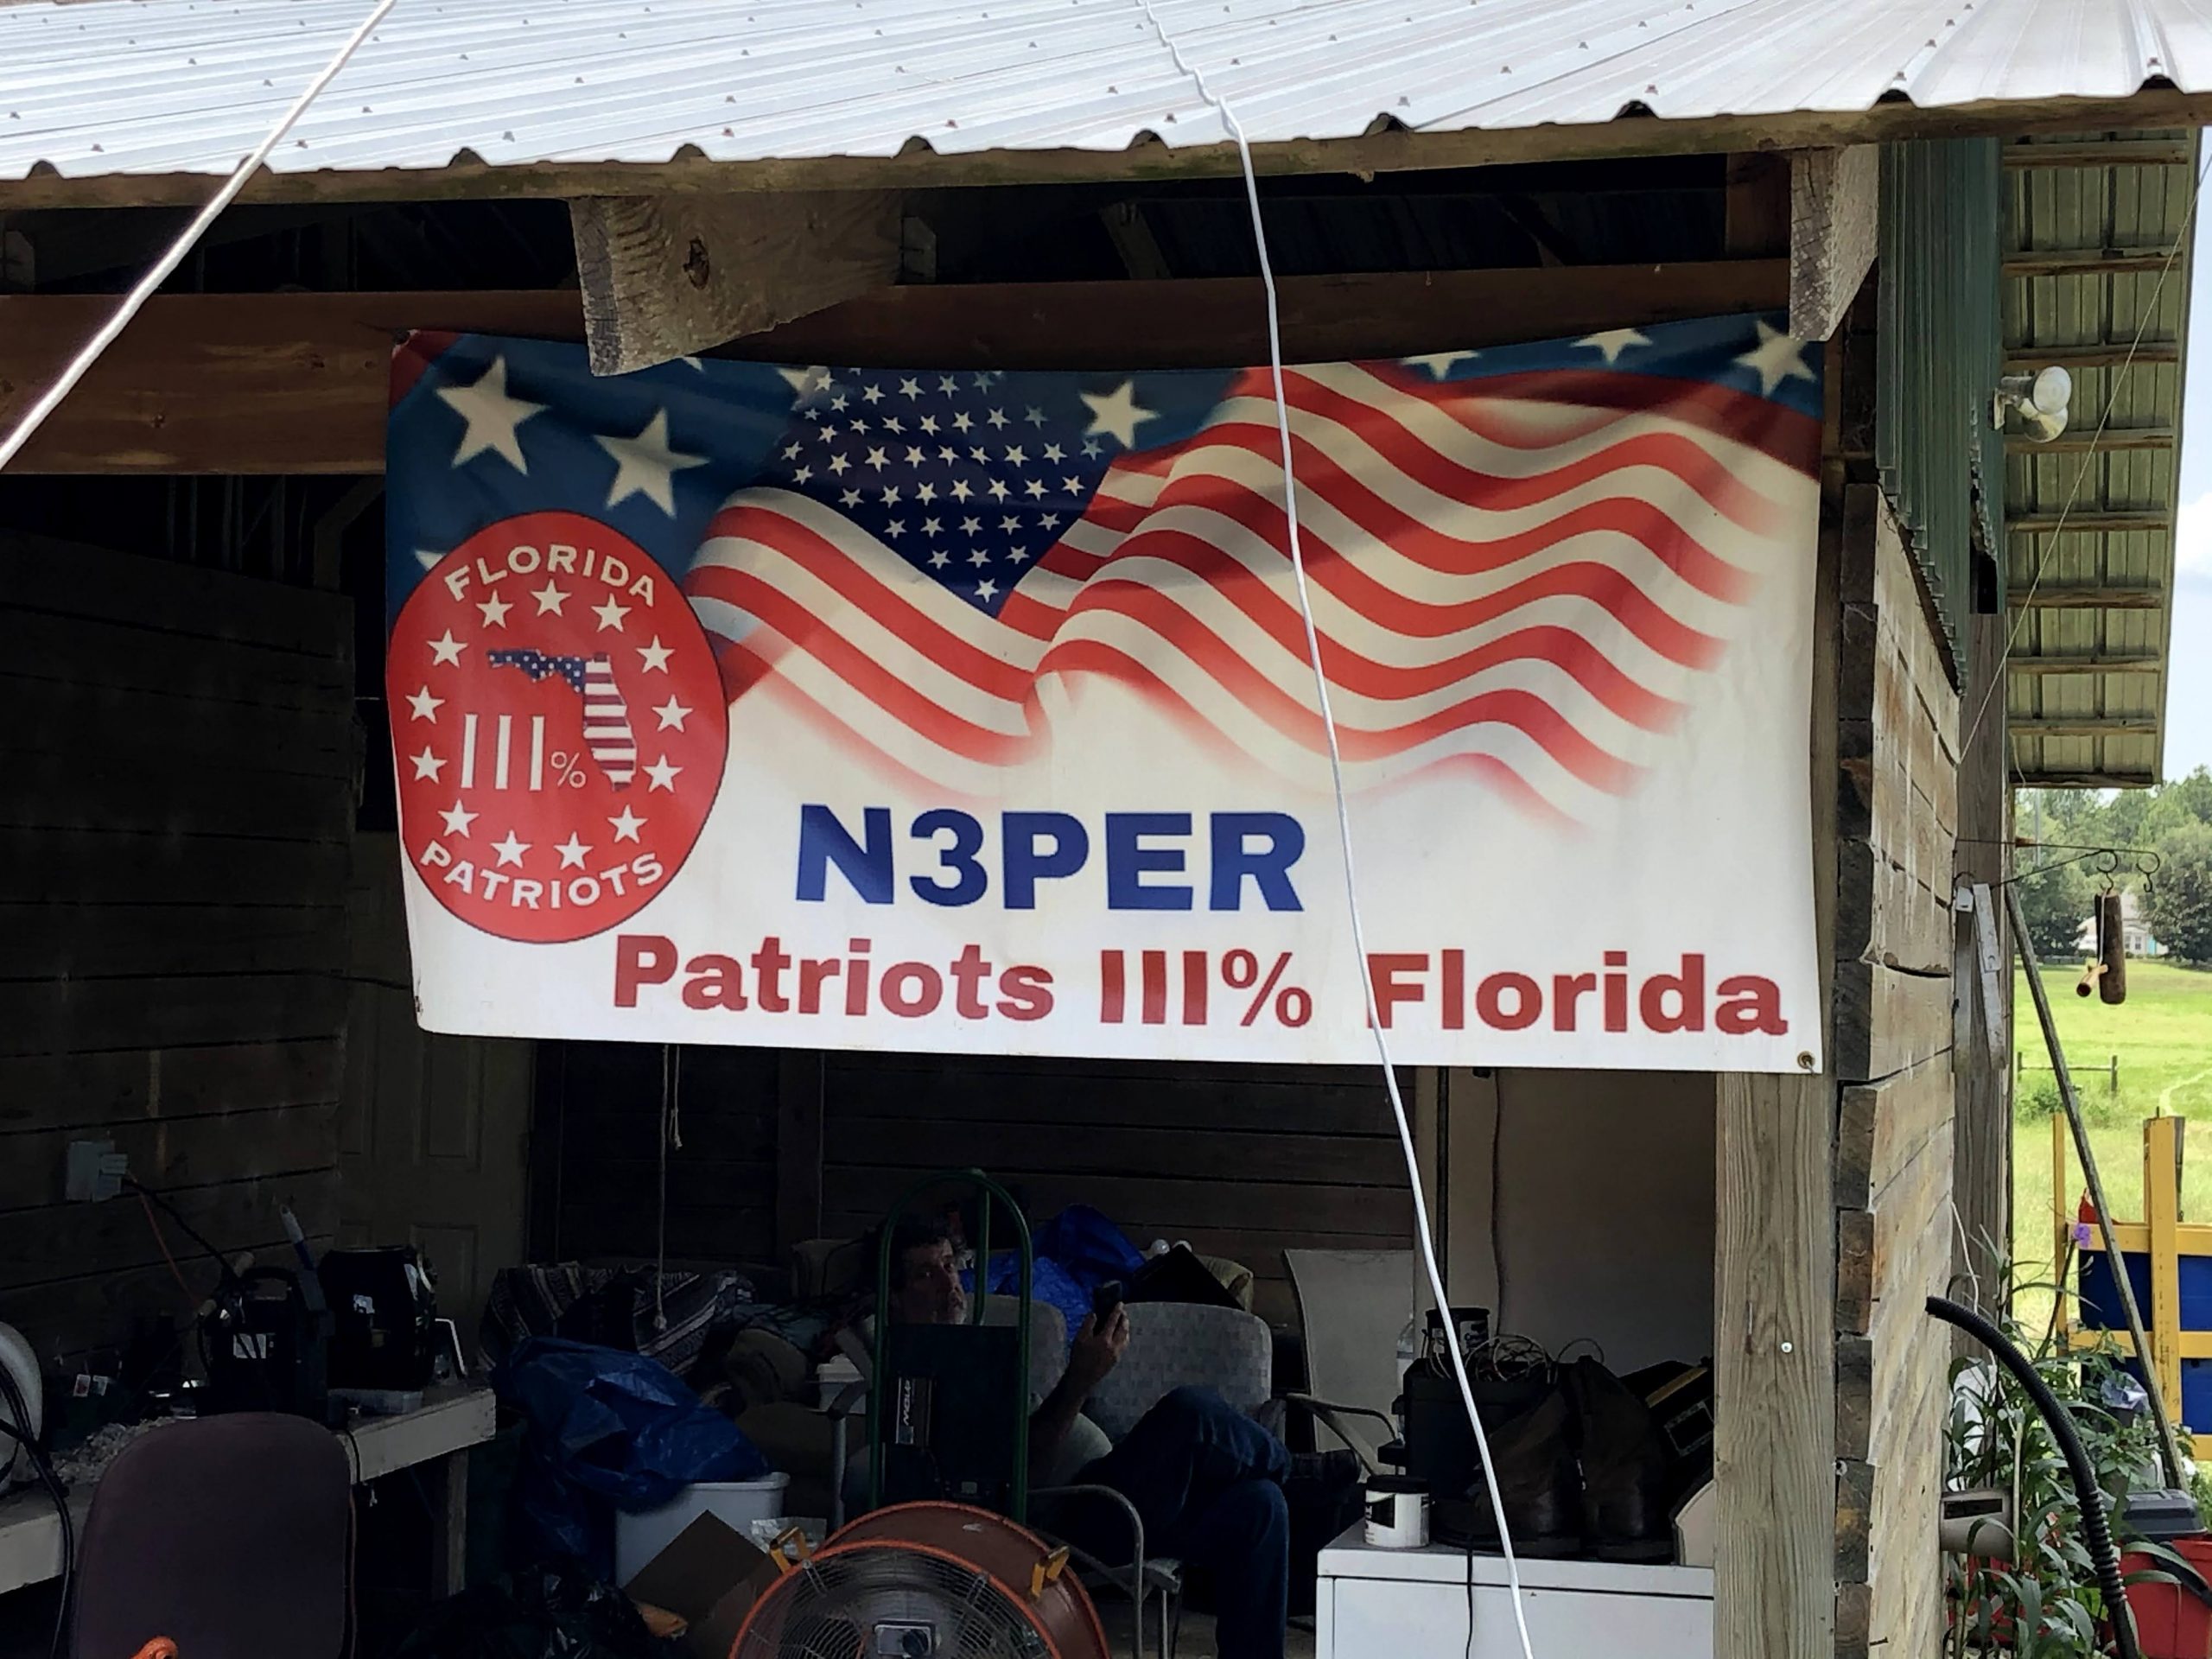 FLORIDA
III%
PATRIOTS
N3PER
Patriots III% Florida